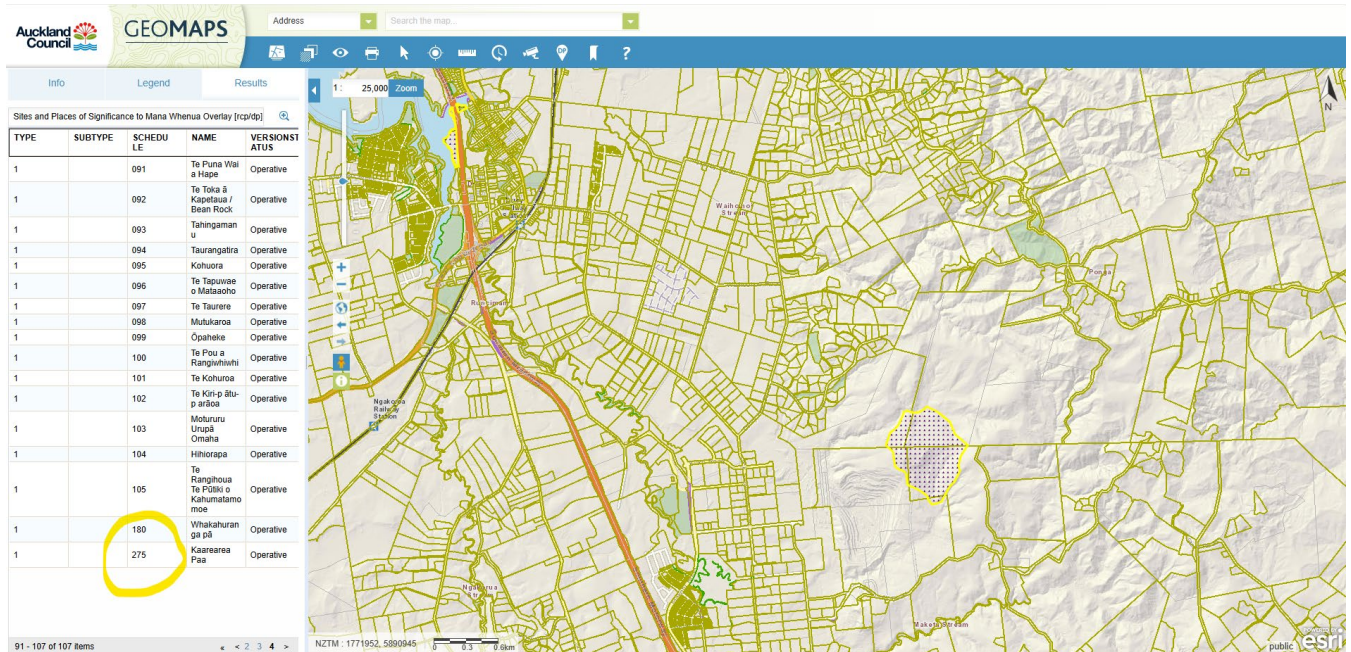 Auckland
Council
GEOMAPS
Address
Search the map...
Info
Legend
Results
1 :
25,000
Zoom
N
Sites and Places of Significance to Mana Whenua Overlay [rcp/dp]
TYPE SUBTYPE SCHEDU NAME VERSIONST
LE ATUS
1 091 Te Puna Wai Operative
a Hape
1 092 Te Toka ā Operative
Kapetaua /
Bean Rock
1 093 Tahingaman Operative
u
1 094 Taurangatira Operative
1 095 Kohuora Operative
1 096 Te Tapuwae Operative
o Mataaoho
1 097 Te Taurere Operative
1 098 Mutukaroa Operative
1 099 Ōpaheke Operative
1 100 Te Pou a Operative
Rangiwhiwhi
1 101 Te Kohuroa Operative
1 102 Te Kiri-p ātu- Operative
p arāoa
1 103 Motururu Operative
Urupā
Omaha
1 104 Hihiorapa Operative
1 105 Te Operative
Rangihoua
Te Pūtiki o
Kahumatamo
moe
1 180 Whakahuran Operative
ga pā
1 275 Kaarearea Operative
Paa
91 - 107 of 107 items
« < 2 3 4 >
Waihoho
Stream
Runciman
Ponga
Ngakoroa
Railway
Station
Stream
Maketu Stream
NZTM : 1771952, 5890945
0 0.3 0.6km
public
esri